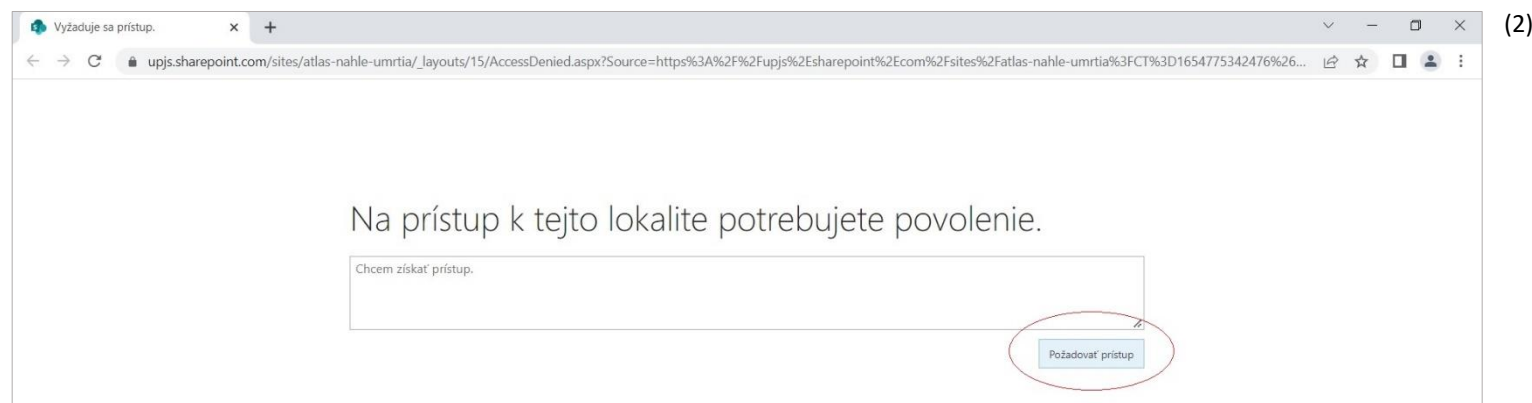 Vyžaduje sa prístup.
(2)
upjs.sharepoint.com/sites/atlas-nahle-umrtia/_layouts/15/AccessDenied.aspx?Source=https%3A%2F%2Fupjs%2Esharepoint%2Ecom%2Fsites%2Fatlas-nahle-umrtia%3FCT%3D1654775342476%26...
Na prístup k tejto lokalite potrebujete povolenie.
Chcem získať prístup.
Požadovať prístup